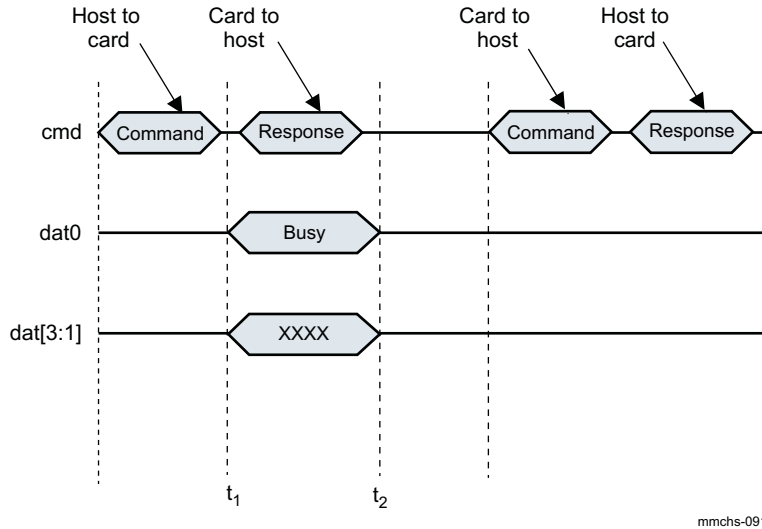 Host to
card
Card to
host
Card to
host
Host to
card
cmd
Command
Response
Command
Response
dat0
Busy
dat[3:1]
XXXX
t1
t2
mmchs-091